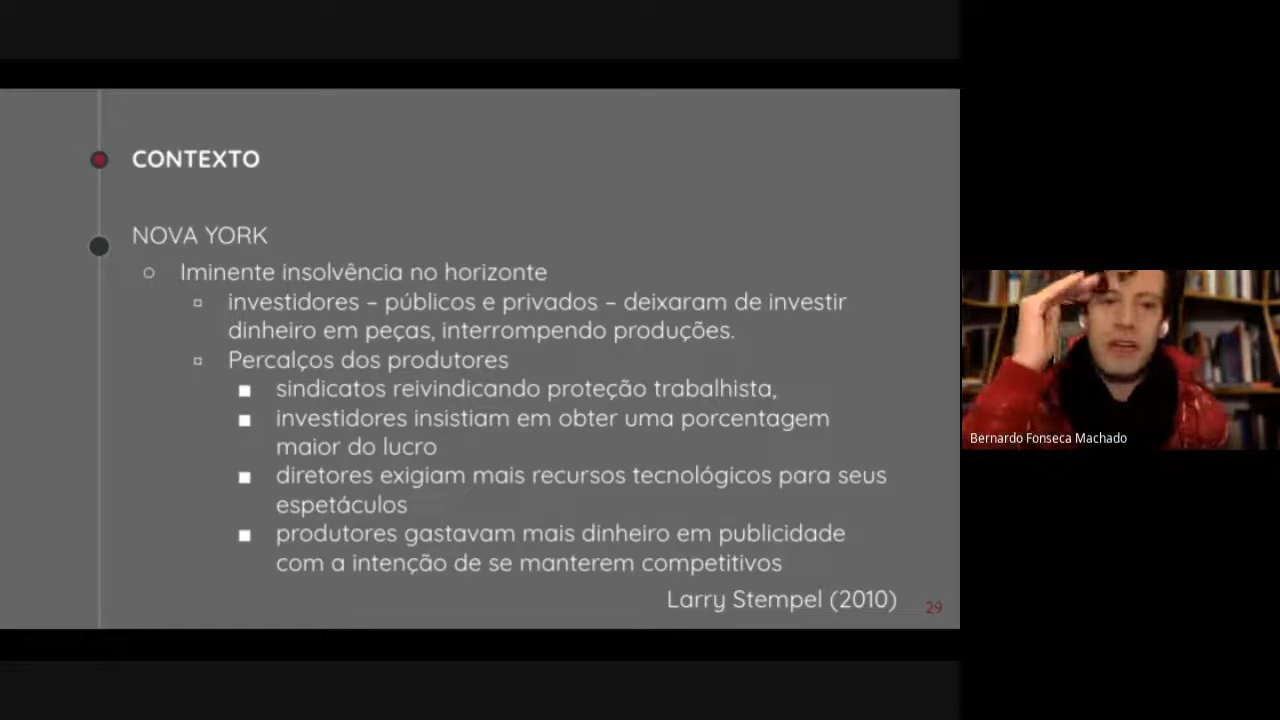 CONTEXTO
NOVA YORK
Iminente insolvência no horizonte
investidores – públicos e privados – deixaram de investir
dinheiro em peças, interrompendo produções.
Percalços dos produtores
sindicatos reivindicando proteção trabalhista,
investidores insistiam em obter uma porcentagem
maior do lucro
diretores exigiam mais recursos tecnológicos para seus
espetáculos
produtores gastavam mais dinheiro em publicidade
com a intenção de se manterem competitivos
Larry Stempel (2010)
29
Bernardo Fonseca Machado